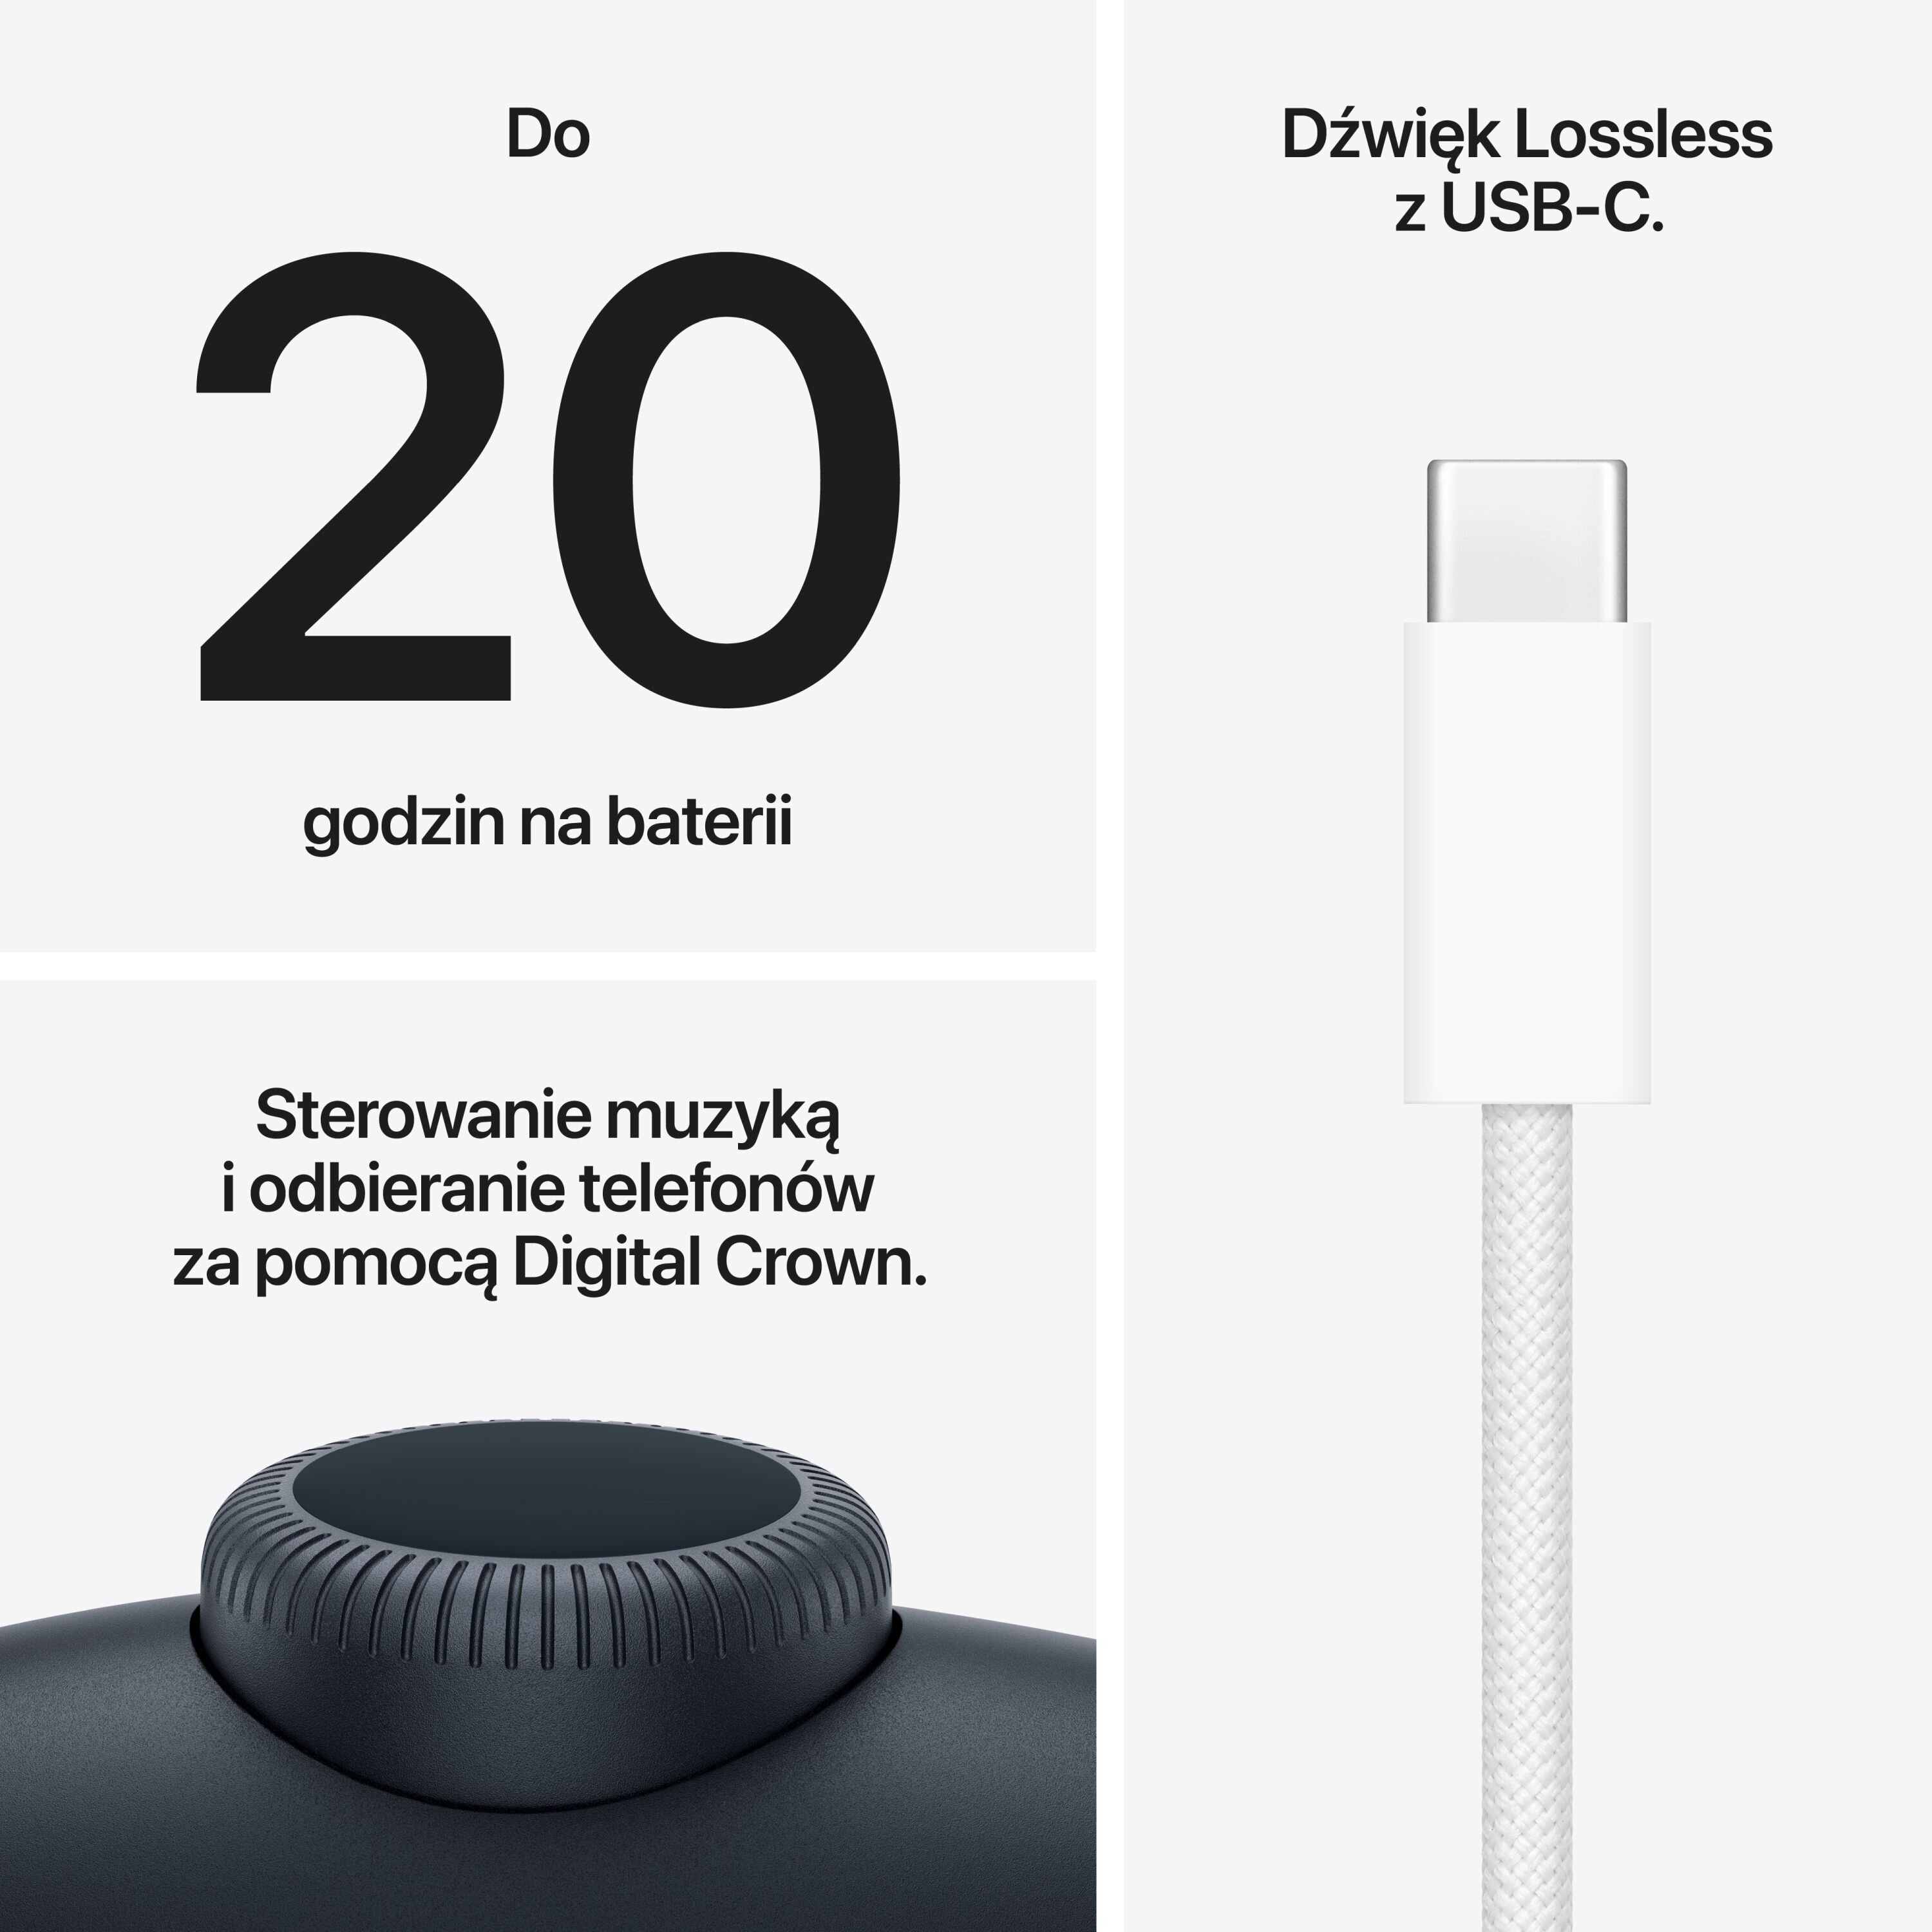 Do
20
godzin na baterii
Dźwięk Lossless
z USB-C.
Sterowanie muzyką
i odbieranie telefonów
za pomocą Digital Crown.